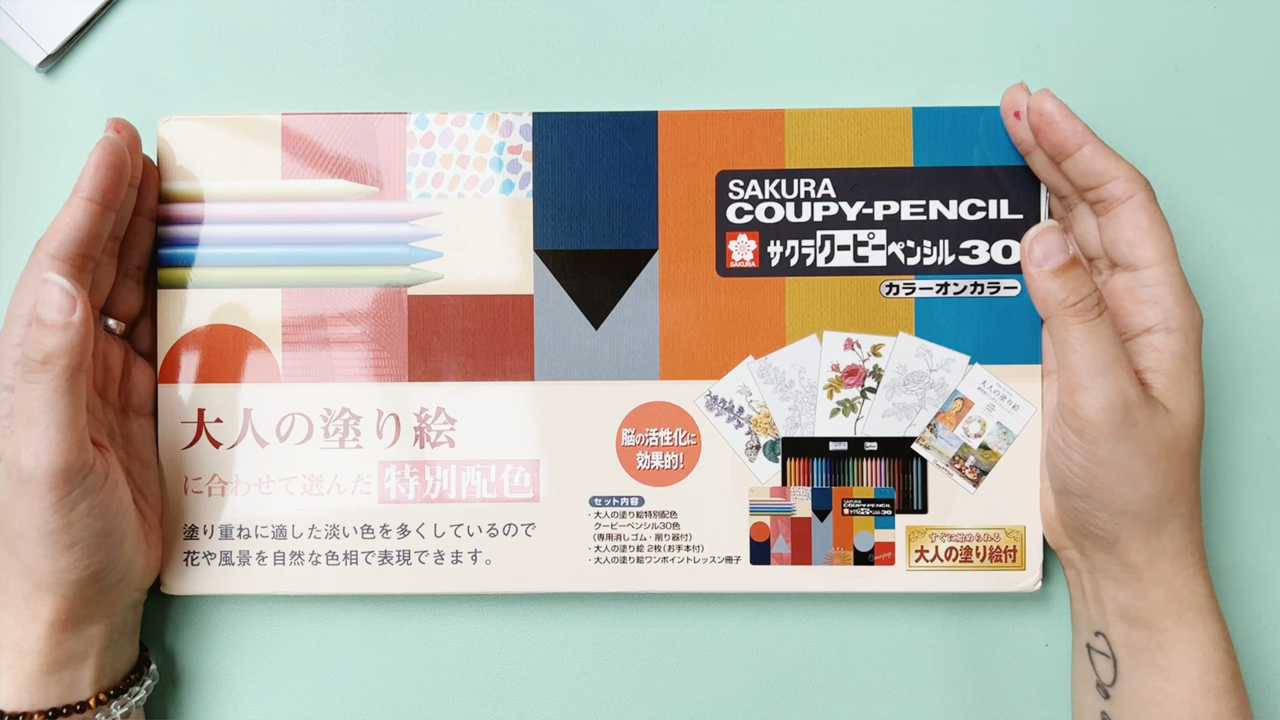 SAKURA
COUPY-PENCIL
SAKURA
サクラクーピーペンシル30
カラーオンカラー
大人の塗り絵
に合わせて選んだ 特別配色
塗り重ねに適した淡い色を多くしているので
花や風景を自然な色相で表現できます。
脳の活性化に
効果的!
セット内容
・大人の塗り絵特別配色
クーピーペンシル30色
(専用消しゴム・削り器付)
・大人の塗り絵 2枚(お手本付)
・大人の塗り絵ワンポイントレッスン冊子
大人の塗り絵
SAKURA
COUPY-PENCIL
Coupy
すぐに始められる
大人の塗り絵付
Do